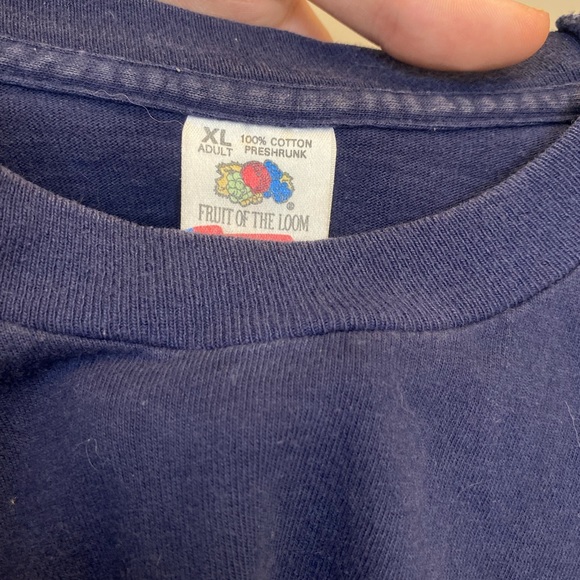 XL 100% COTTON
ADULT PRESHRUNK
®
FRUIT OF THE LOOM